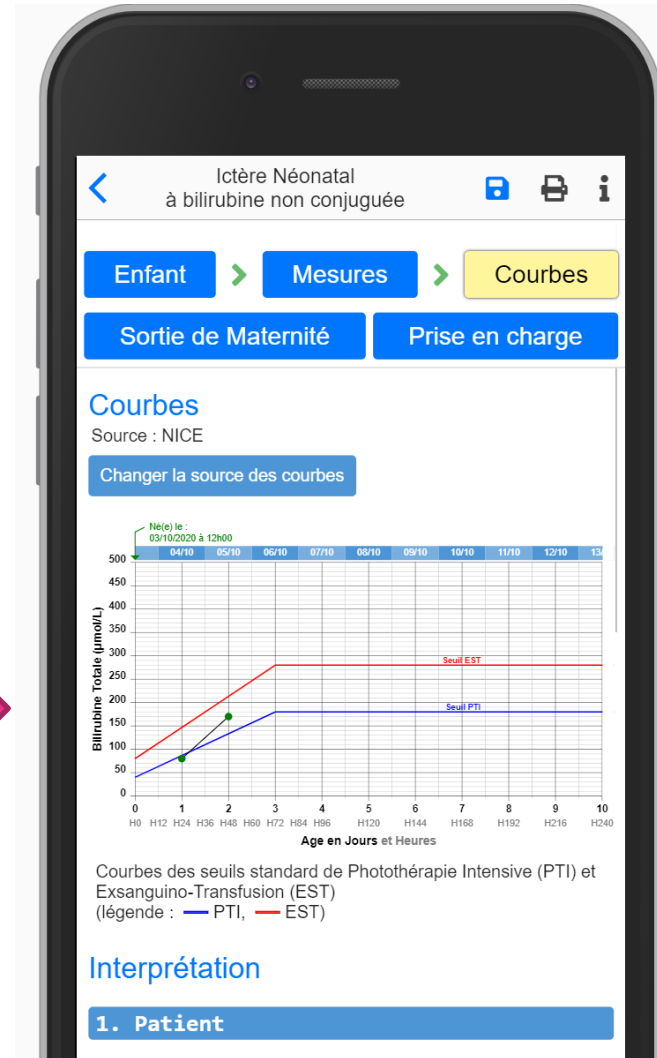 Ictère Néonatal
à bilirubine non conjuguée
Enfant
Mesures
Courbes
Sortie de Maternité
Prise en charge
Courbes
Source : NICE
Changer la source des courbes
Né(e) le :
03/10/2020 à 12h00
04/10 05/10 06/10 07/10 08/10 09/10 10/10 11/10 12/10 13/
500
450
400
350
300
250
200
150
100
50
0
Bilirubine Totale (µmol/L)
Seuil EST
Seuil PTI
0 1 2 3 4 5 6 7 8 9 10
H0 H12 H24 H36 H48 H60 H72 H84 H96 H120 H144 H168 H192 H216 H240
Age en Jours et Heures
Courbes des seuils standard de Photothérapie Intensive (PTI) et
Exsanguino-Transfusion (EST)
(légende : PTI, EST)
Interprétation
1. Patient